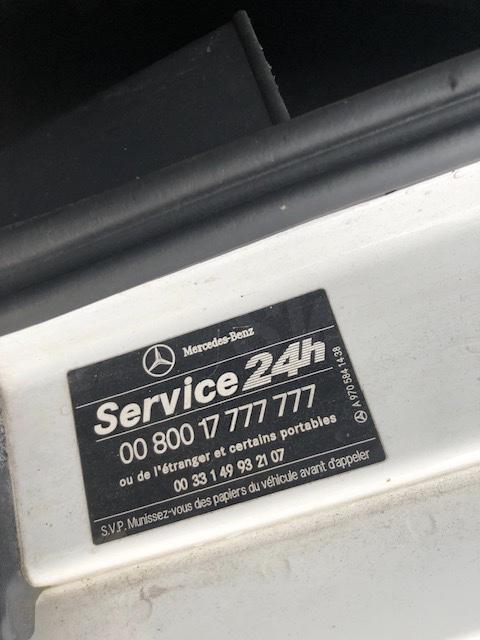 Mercedes-Benz
Service 24h
00 800 17 777 777
ou de l'étranger et certains portables
00 33 1 49 93 21 07
S.V.P. Munissez-vous des papiers du véhicule avant d'appeler
A 970 584 14 38